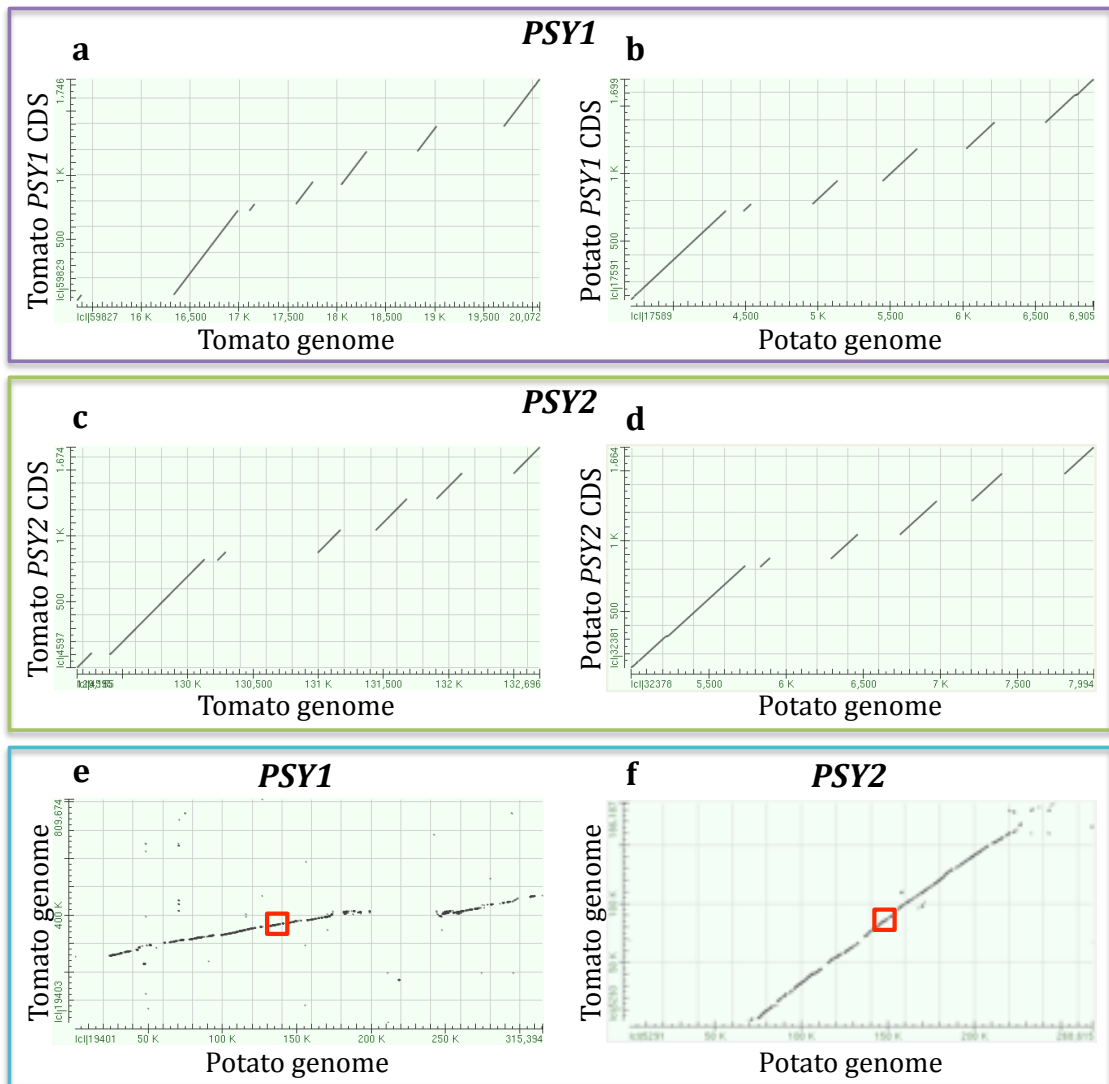 PSY1
a
b
Tomato PSY1 CDS
1,746
1 K
500
lcl|59829
lcl|59827
16 K
16,500
17 K
17,500
18 K
18,500
19 K
19,500
20,072
Tomato genome
Potato PSY1 CDS
1,699
1 K
500
lcl|17591
lcl|17589
4,500
5 K
5,500
6 K
6,500
6,905
Potato genome
PSY2
c
d
Tomato PSY2 CDS
1,674
1 K
500
lcl|4597
130 K
130,500
131 K
131,500
132 K
132,696
Tomato genome
Potato PSY2 CDS
1,664
1 K
500
lcl|32381
lcl|32378
5,500
6 K
6,500
7 K
7,500
7,994
Potato genome
e
PSY1
f
PSY2
Tomato genome
809,674
400 K
lcl|19403
lcl|19401
50 K
100 K
150 K
200 K
250 K
315,394
Potato genome
Tomato genome
100 K
50 K
50 K
100 K
150 K
200 K
Potato genome